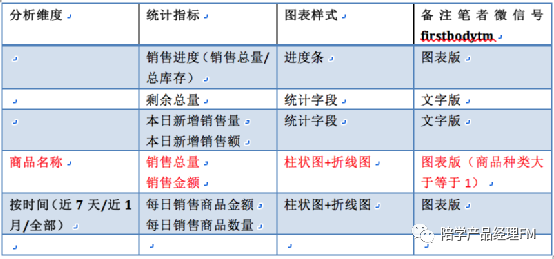 分析维度 统计指标 图表样式 备注笔者微信号
firstbodytm
销售进度（销售总量/ 进度条 图表版
总库存）
剩余总量 统计字段 文字版
本日新增销售量 统计字段 文字版
本日新增销售额
商品名称 销售总量 柱状图+折线图 图表版（商品种类大
销售金额 于等于1）
按时间（近7天/近1 每日销售商品金额 柱状图+折线图 图表版
月/全部） 每日销售商品数量
陪学产品经理FM